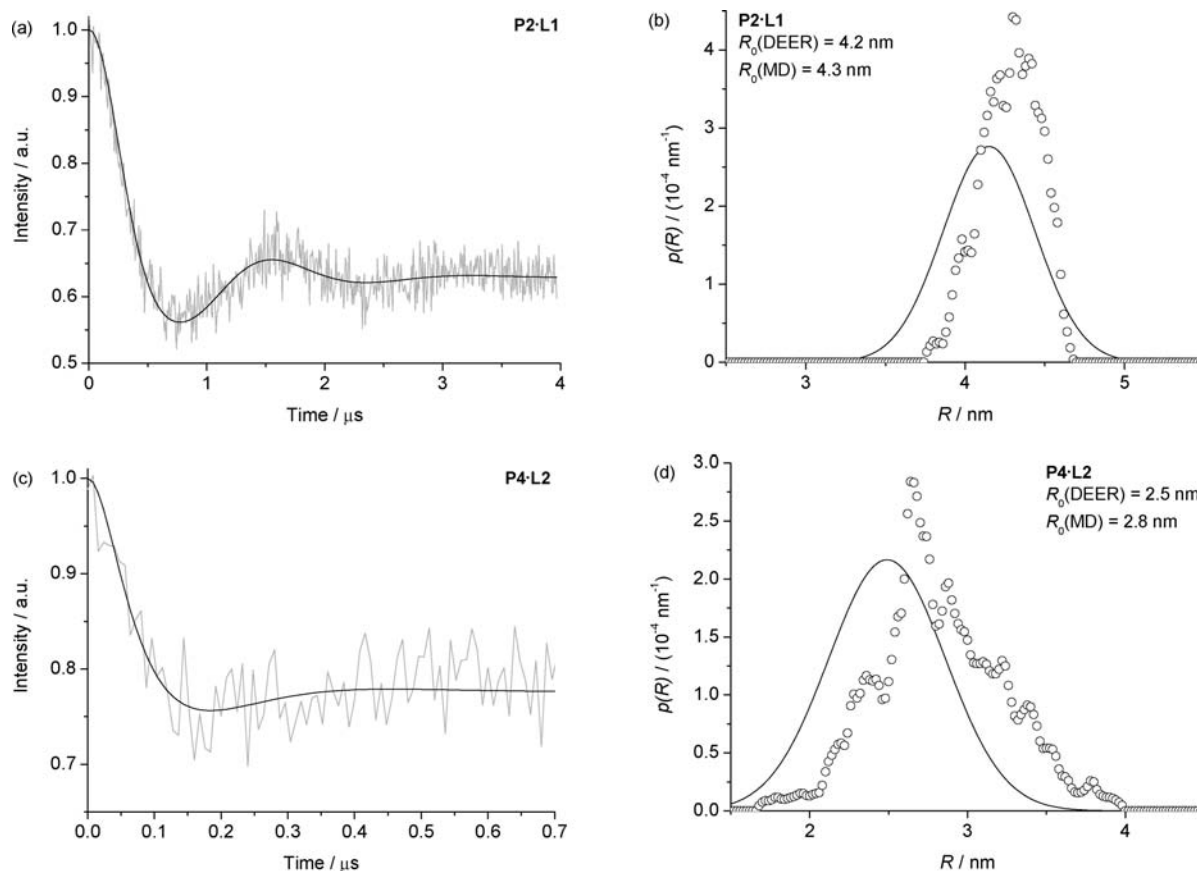 (a)
P2·L1
1.0
0.9
0.8
0.7
0.6
0.5
Intensity / a.u.
0 1 2 3 4
Time / μs
(b)
P2·L1
R₀(DEER) = 4.2 nm
R₀(MD) = 4.3 nm
4
3
2
1
0
p(R) / (10⁻⁴ nm⁻¹)
3 4 5
R / nm
(c)
P4·L2
1.0
0.9
0.8
0.7
Intensity / a.u.
0.0 0.1 0.2 0.3 0.4 0.5 0.6 0.7
Time / μs
(d)
P4·L2
R₀(DEER) = 2.5 nm
R₀(MD) = 2.8 nm
3.0
2.5
2.0
1.5
1.0
0.5
0.0
p(R) / (10⁻⁴ nm⁻¹)
2 3 4
R / nm